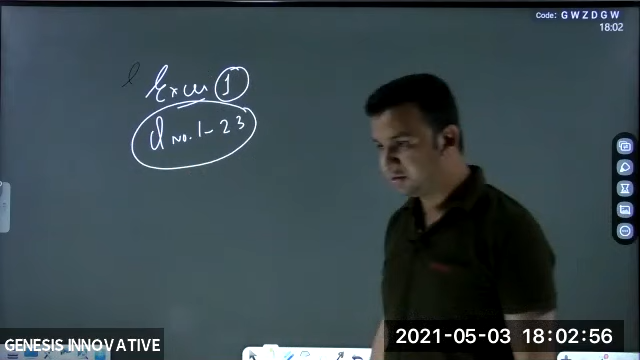 Code: GWZDGW
18:02
Exer 1
Q No. 1-23
GENESIS INNOVATIVE
2021-05-03 18:02:56